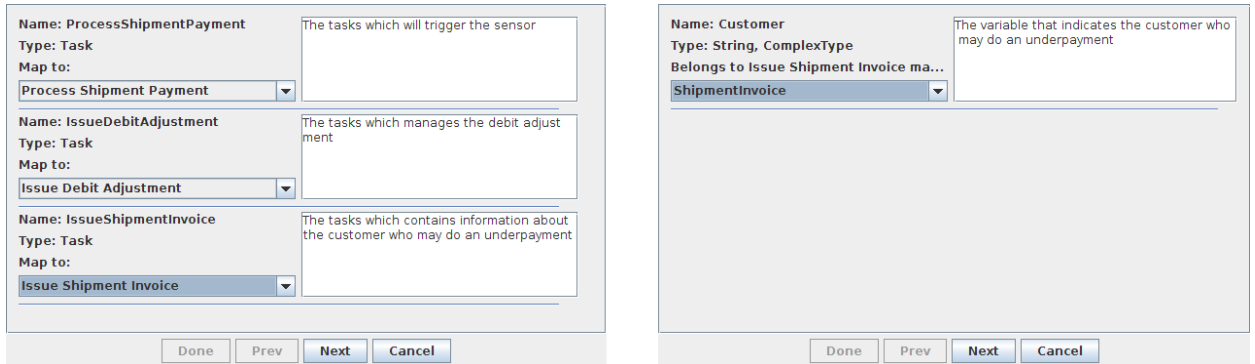 Name: ProcessShipmentPayment
Type: Task
Map to:
Process Shipment Payment
The tasks which will trigger the sensor
Name: IssueDebitAdjustment
Type: Task
Map to:
Issue Debit Adjustment
The tasks which manages the debit adjust
ment
Name: IssueShipmentInvoice
Type: Task
Map to:
Issue Shipment Invoice
The tasks which contains information about
the customer who may do an underpayment
Done Prev Next Cancel
Name: Customer
Type: String, ComplexType
Belongs to Issue Shipment Invoice ma...
ShipmentInvoice
The variable that indicates the customer who
may do an underpayment
Done Prev Next Cancel